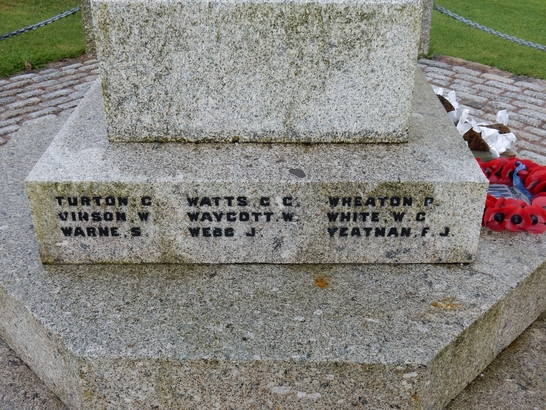 TURTON, G. WATTS, G. G. WHEATON, P.
VINSON, W. WAYCOTT, W. WHITE, W. G.
WARNE, S. WEBB J. YEATMAN, F. J.